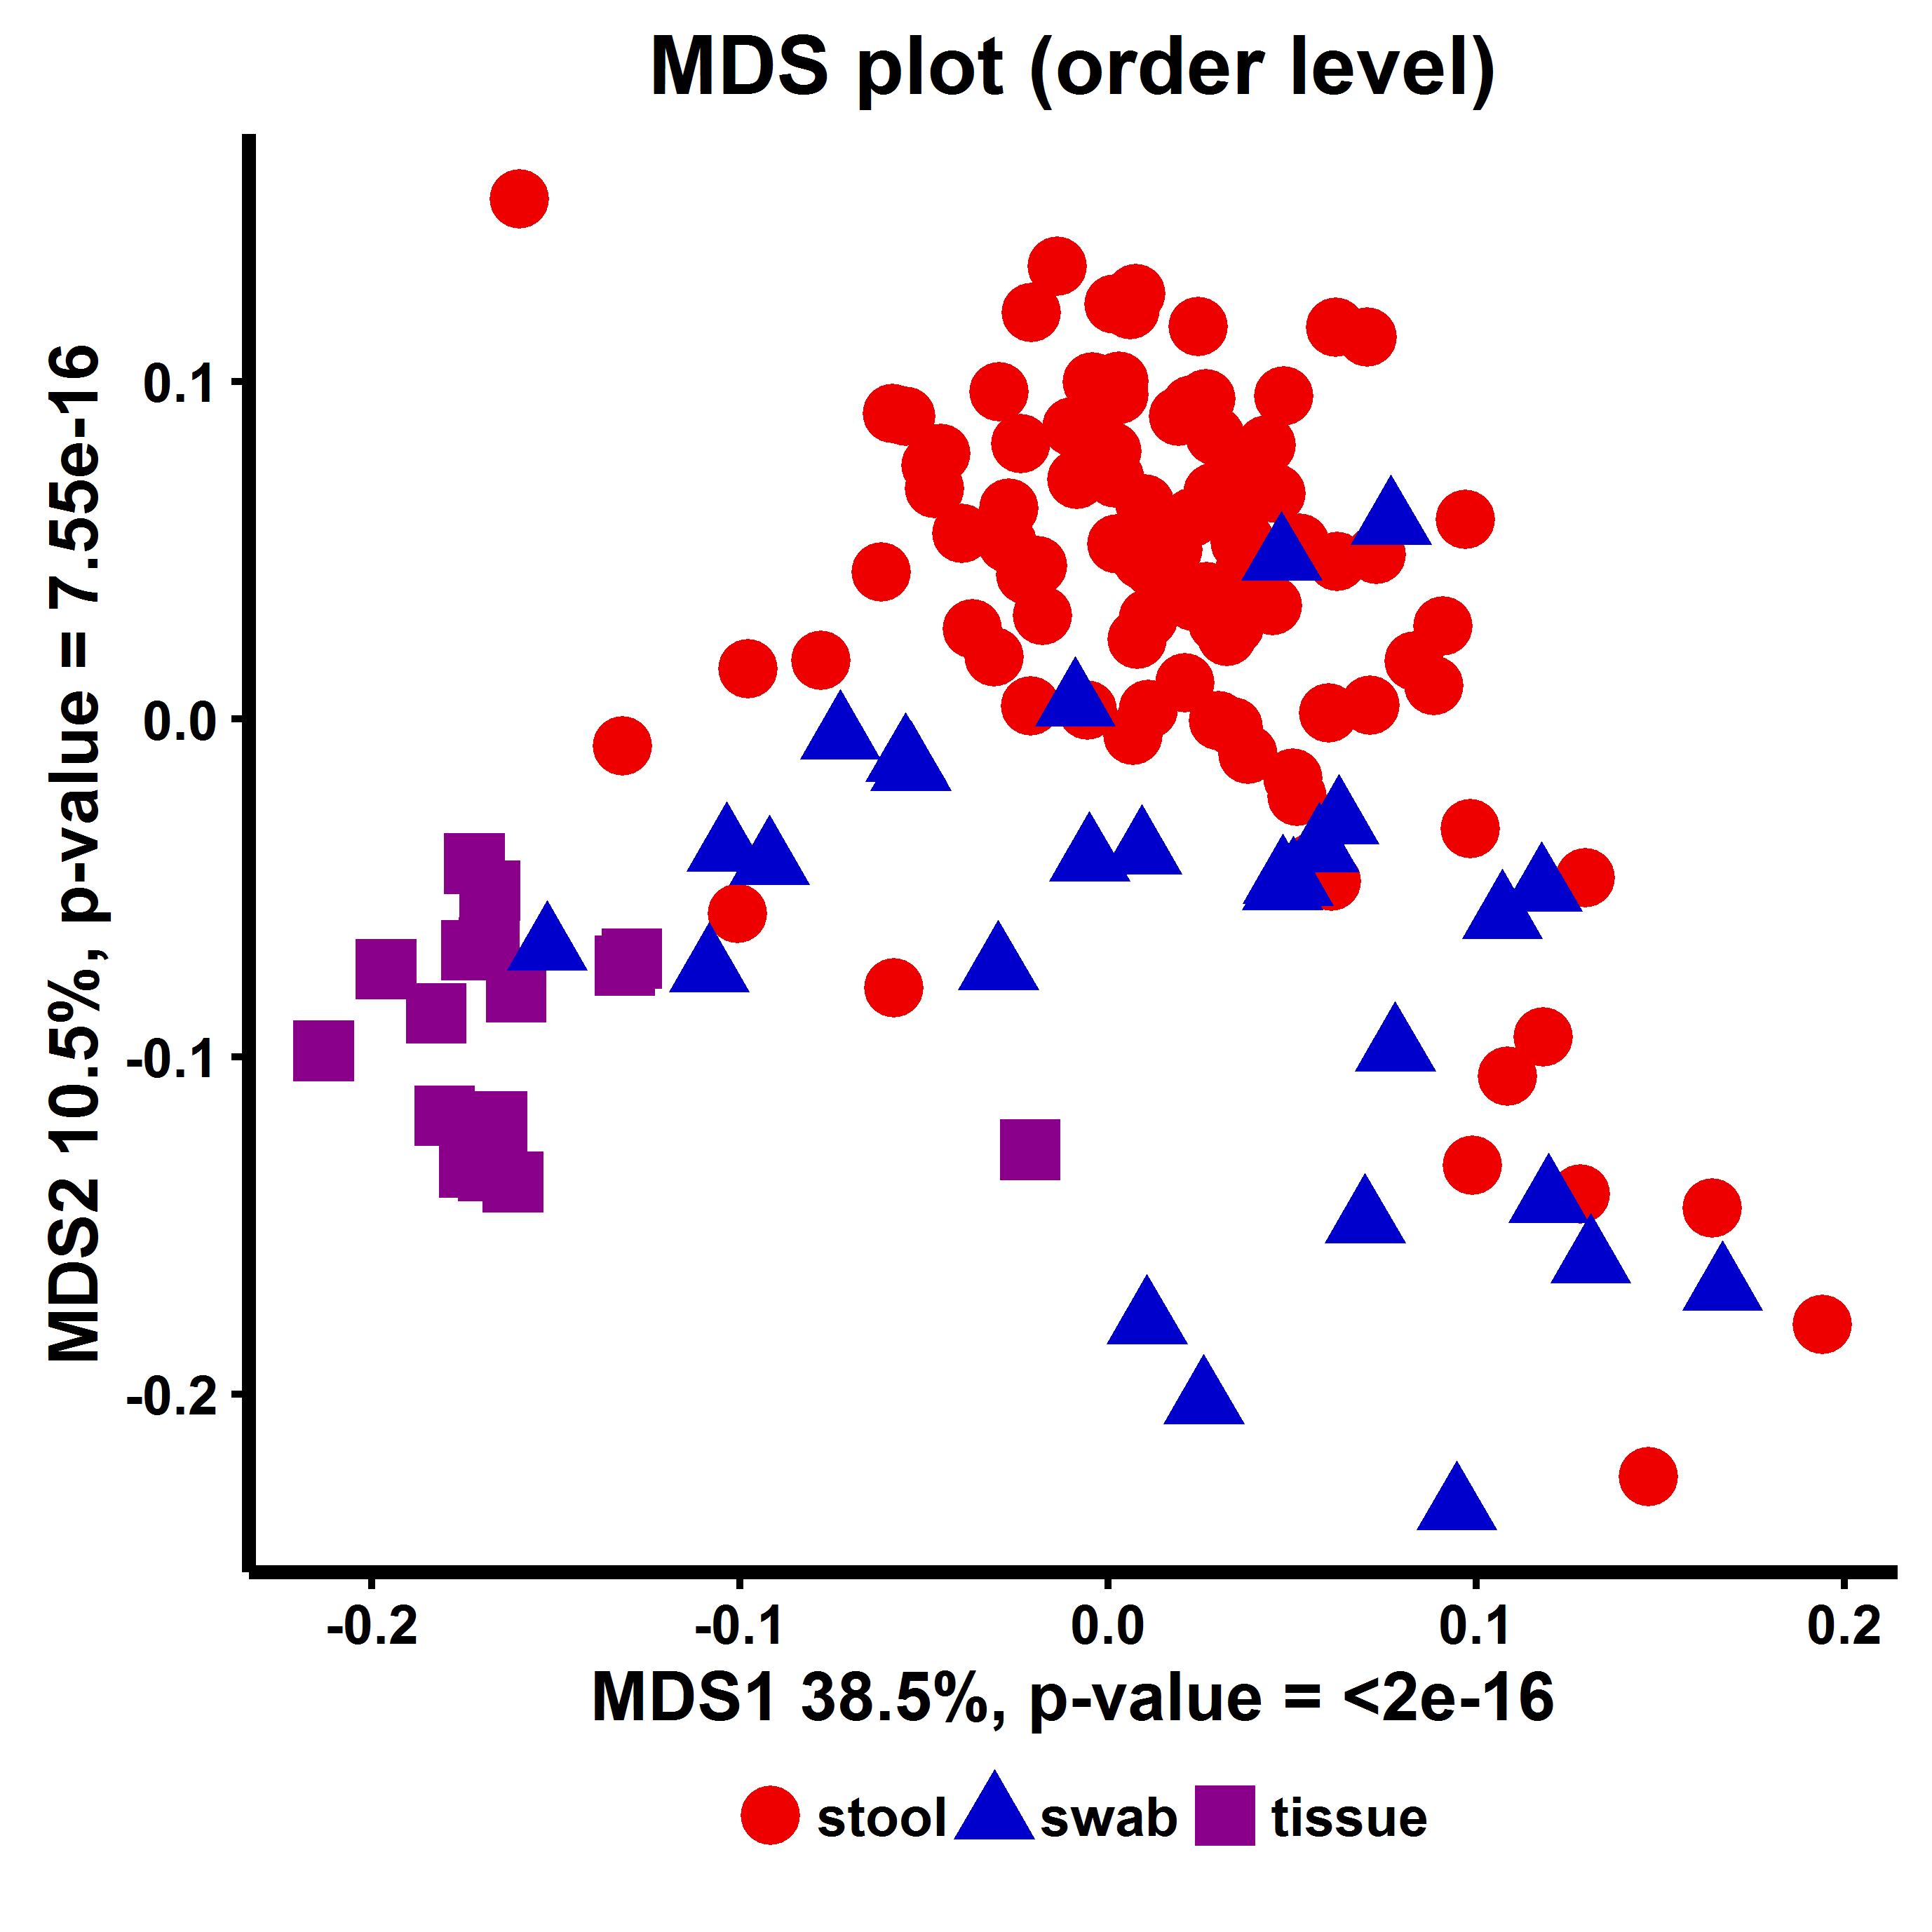 MDS plot (order level)
MDS2 10.5%, p-value = 7.55e-16
0.1
0.0
-0.1
-0.2
-0.2 -0.1 0.0 0.1 0.2
MDS1 38.5%, p-value = <2e-16
stool swab tissue